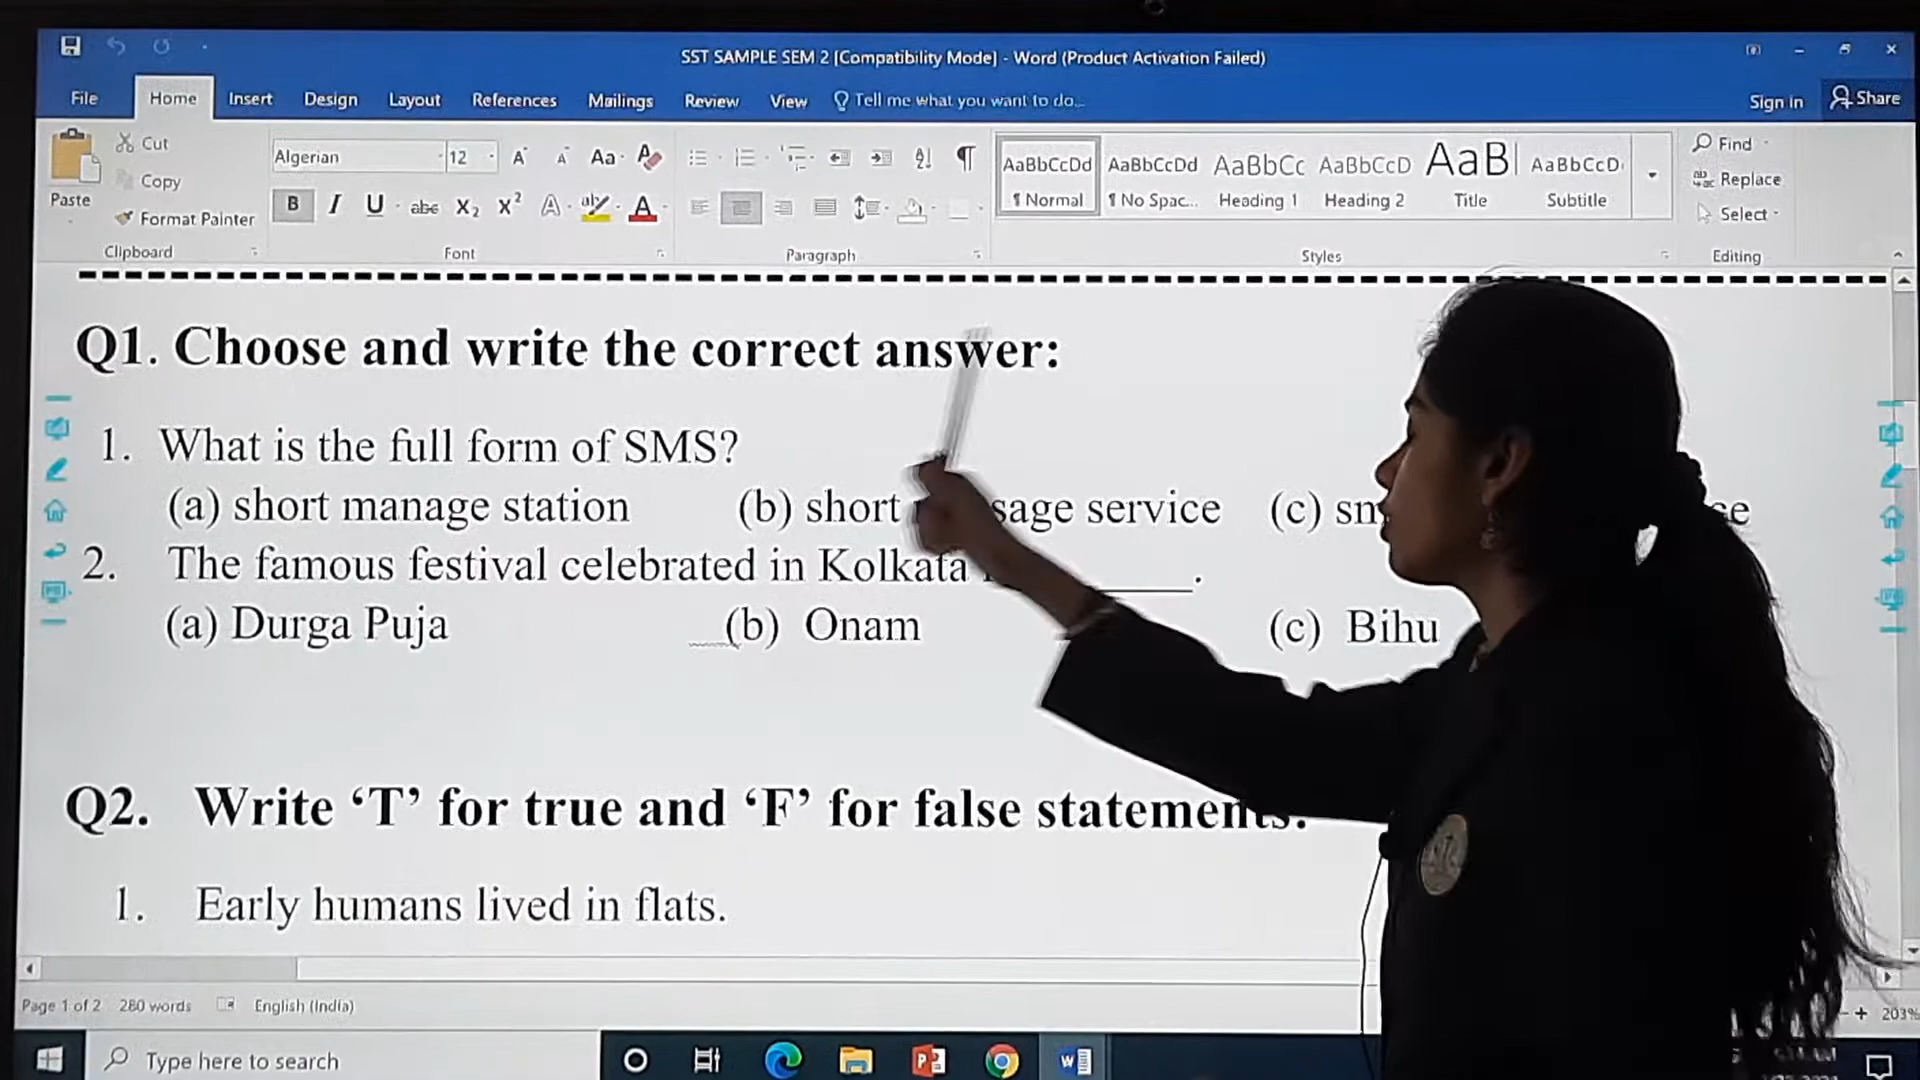 SST SAMPLE SEM 2 [Compatibility Mode] - Word (Product Activation Failed)
File Home Insert Design Layout References Mailings Review View Tell me what you want to do... Sign in Share
Paste Cut Copy Format Painter Clipboard
Algerian 12 Font
Paragraph
AaBbCcDd ¶ Normal
AaBbCcDd ¶ No Spac...
AaBbCc Heading 1
AaBbCcD Heading 2
AaB Title
AaBbCcD Subtitle
Styles
Find Replace Select Editing
Q1. Choose and write the correct answer:
1. What is the full form of SMS?
(a) short manage station (b) short sage service (c)
2. The famous festival celebrated in Kolkata ______.
(a) Durga Puja (b) Onam (c) Bihu
Q2. Write ‘T’ for true and ‘F’ for false statements.
1. Early humans lived in flats.
Page 1 of 2 280 words English (India) 203%
Type here to search